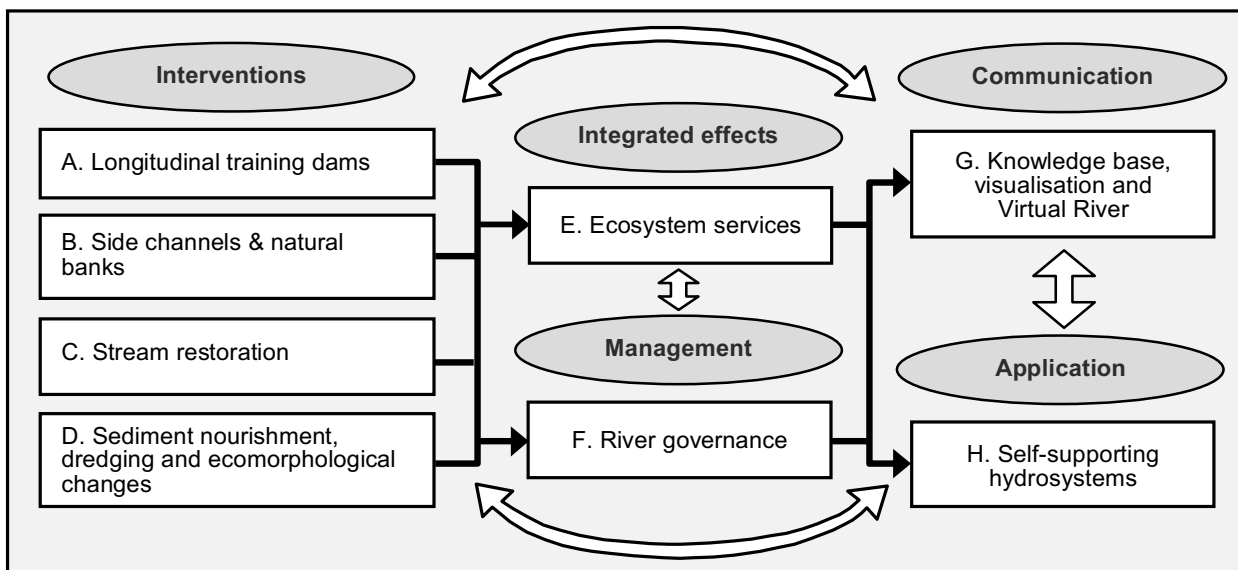 Interventions
A. Longitudinal training dams
B. Side channels & natural
banks
C. Stream restoration
D. Sediment nourishment,
dredging and ecomorphological
changes
Integrated effects
E. Ecosystem services
Management
F. River governance
Communication
G. Knowledge base,
visualisation and
Virtual River
Application
H. Self-supporting
hydrosystems